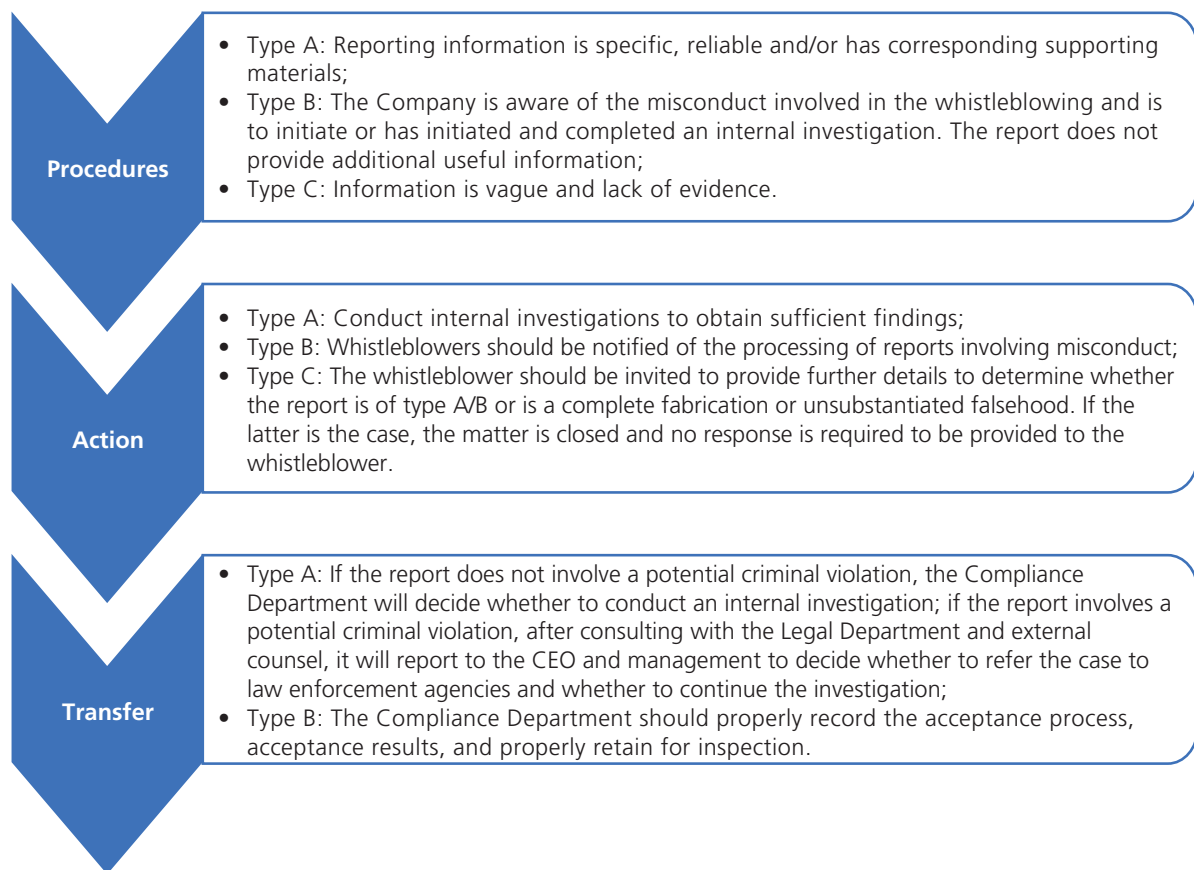 Procedures
• Type A: Reporting information is specific, reliable and/or has corresponding supporting
materials;
• Type B: The Company is aware of the misconduct involved in the whistleblowing and is
to initiate or has initiated and completed an internal investigation. The report does not
provide additional useful information;
• Type C: Information is vague and lack of evidence.
Action
• Type A: Conduct internal investigations to obtain sufficient findings;
• Type B: Whistleblowers should be notified of the processing of reports involving misconduct;
• Type C: The whistleblower should be invited to provide further details to determine whether
the report is of type A/B or is a complete fabrication or unsubstantiated falsehood. If the
latter is the case, the matter is closed and no response is required to be provided to the
whistleblower.
Transfer
• Type A: If the report does not involve a potential criminal violation, the Compliance
Department will decide whether to conduct an internal investigation; if the report involves a
potential criminal violation, after consulting with the Legal Department and external
counsel, it will report to the CEO and management to decide whether to refer the case to
law enforcement agencies and whether to continue the investigation;
• Type B: The Compliance Department should properly record the acceptance process,
acceptance results, and properly retain for inspection.